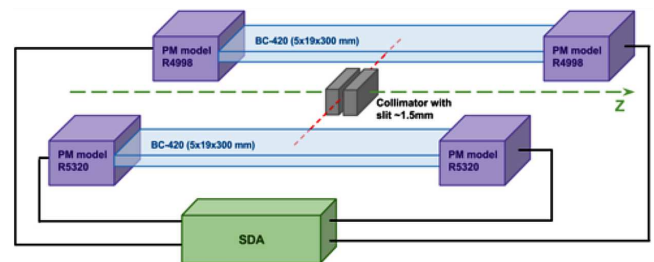 BC-420 (5x19x300 mm)
PM model
R4998
PM model
R4998
Collimator with
slit ~1.5mm
Z
BC-420 (5x19x300 mm)
PM model
R5320
PM model
R5320
SDA